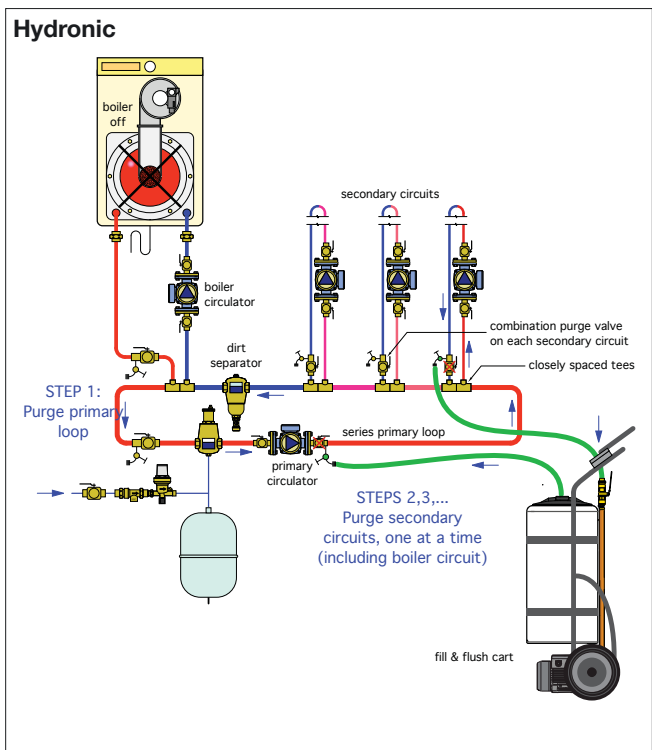 Hydronic
boiler
off
secondary circuits
boiler
circulator
combination purge valve
on each secondary circuit
dirt
separator
closely spaced tees
STEP 1:
Purge primary
loop
series primary loop
primary
circulator
STEPS 2,3,...
Purge secondary
circuits, one at a time
(including boiler circuit)
fill & flush cart